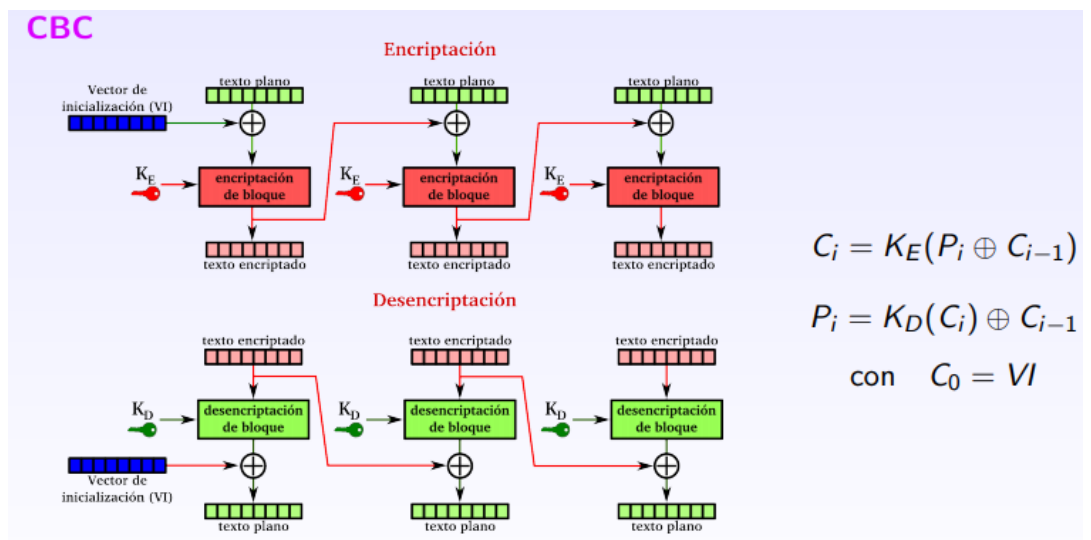 CBC
Encriptación
Vector de
inicialización (VI)
texto plano
texto plano
texto plano
K_E
encriptación
de bloque
K_E
encriptación
de bloque
K_E
encriptación
de bloque
texto encriptado
texto encriptado
texto encriptado
C_i = K_E(P_i ⊕ C_{i−1})
Desencriptación
P_i = K_D(C_i) ⊕ C_{i−1}
con C_0 = VI
texto encriptado
texto encriptado
texto encriptado
K_D
desencriptación
de bloque
K_D
desencriptación
de bloque
K_D
desencriptación
de bloque
Vector de
inicialización (VI)
texto plano
texto plano
texto plano